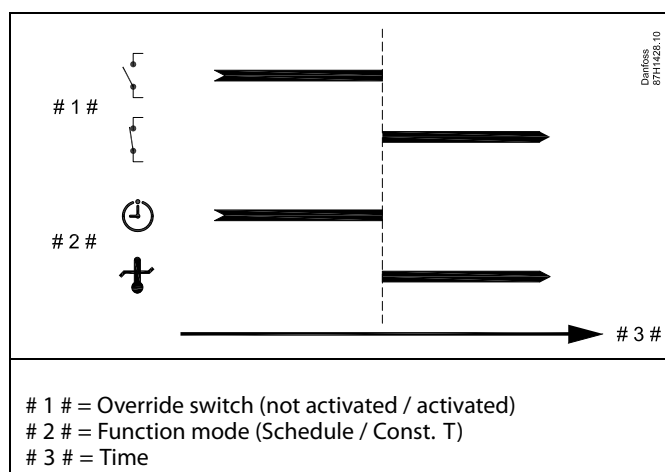 Danfoss
87H1428.10
# 1 #
# 2 #
# 3 #
# 1 # = Override switch (not activated / activated)
# 2 # = Function mode (Schedule / Const. T)
# 3 # = Time